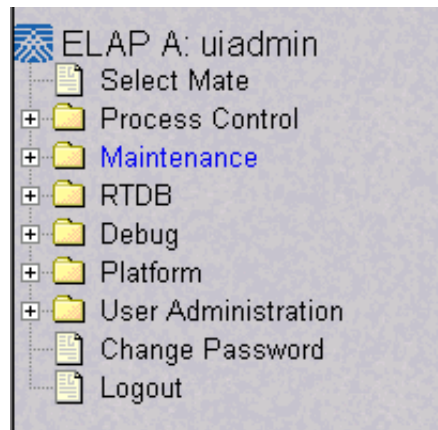 ELAP A: uiadmin
Select Mate
Process Control
Maintenance
RTDB
Debug
Platform
User Administration
Change Password
Logout